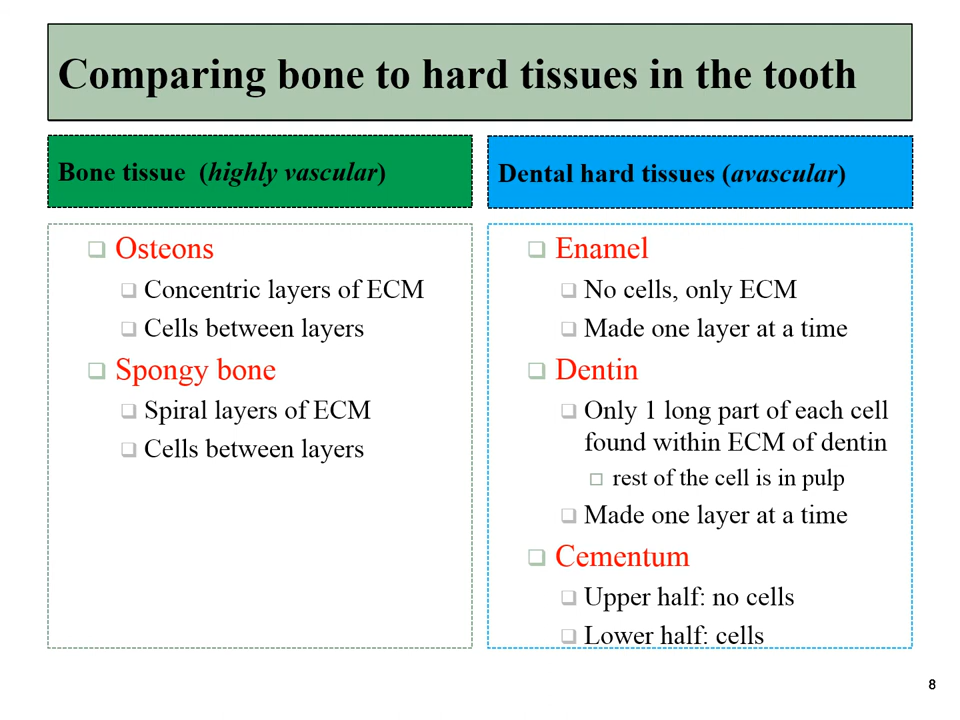 Comparing bone to hard tissues in the tooth
Bone tissue (highly vascular)
Osteons
Concentric layers of ECM
Cells between layers
Spongy bone
Spiral layers of ECM
Cells between layers
Dental hard tissues (avascular)
Enamel
No cells, only ECM
Made one layer at a time
Dentin
Only 1 long part of each cell
found within ECM of dentin
rest of the cell is in pulp
Made one layer at a time
Cementum
Upper half: no cells
Lower half: cells
8